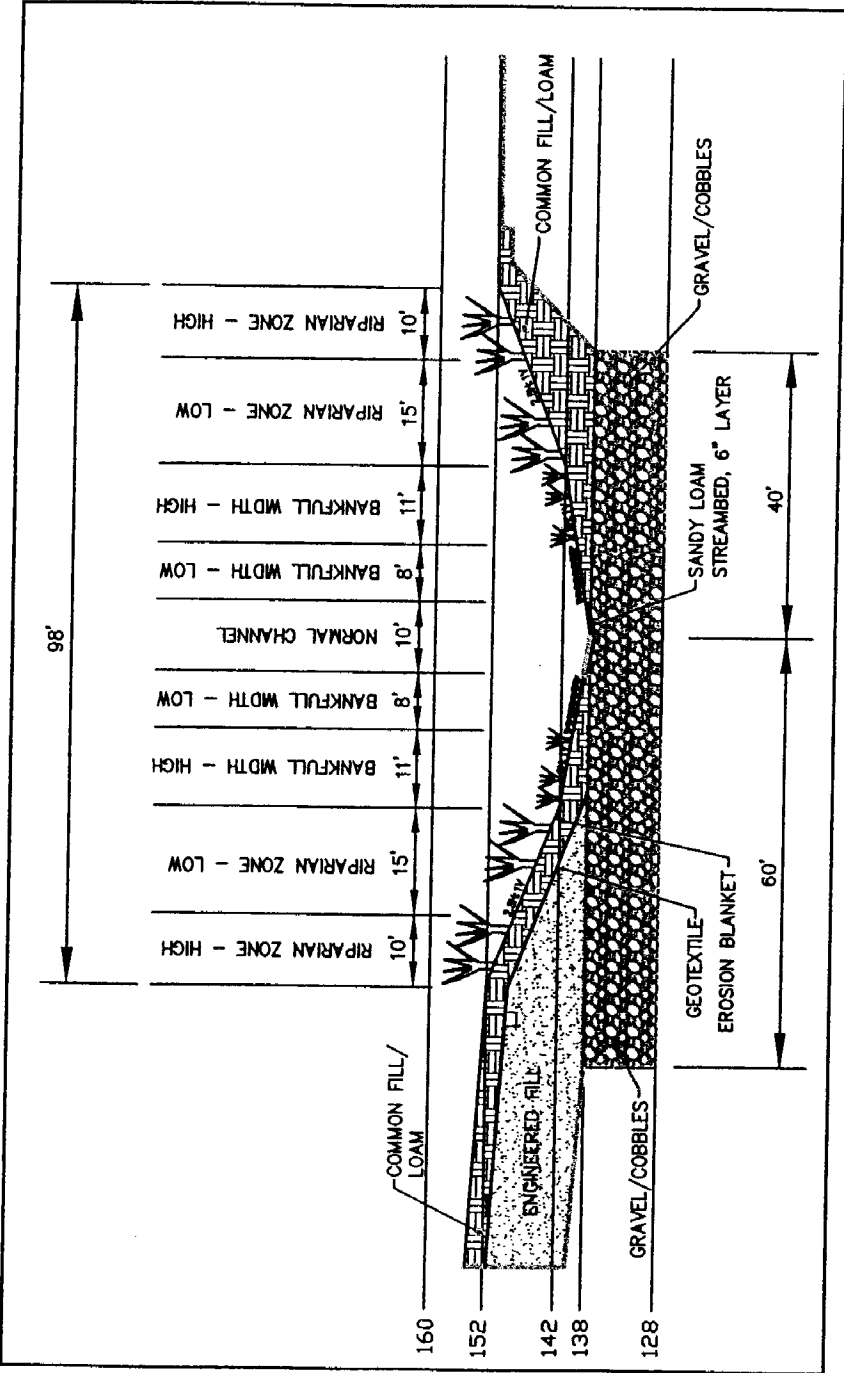 98'
RIPARIAN ZONE - HIGH
10'
RIPARIAN ZONE - LOW
15'
BANKFULL WIDTH - HIGH
11'
BANKFULL WIDTH - LOW
8'
NORMAL CHANNEL
10'
BANKFULL WIDTH - LOW
8'
BANKFULL WIDTH - HIGH
11'
RIPARIAN ZONE - LOW
15'
RIPARIAN ZONE - HIGH
10'
160
152
142
138
128
COMMON FILL/
LOAM
ENGINEERED FILL
COMMON FILL/LOAM
GRAVEL/COBBLES
GEOTEXTILE
EROSION BLANKET
SANDY LOAM
STREAMBED, 6" LAYER
GRAVEL/COBBLES
60'
40'